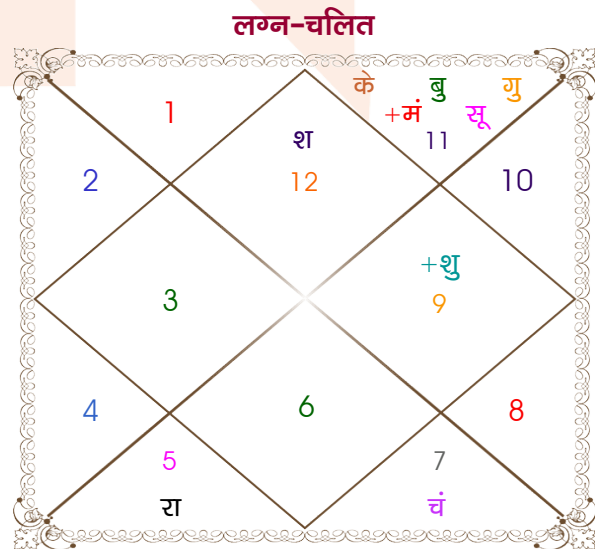 लग्न-चलित
के बु गु
1 +मं सू
श 11
2 12 10
+शु
3 9
4 6 8
5 7
रा चं